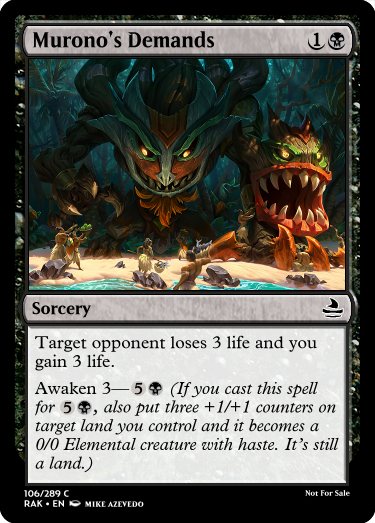 Murono's Demands 1
Sorcery
Target opponent loses 3 life and you
gain 3 life.
Awaken 3—5 (If you cast this spell
for 5 , also put three +1/+1 counters on
target land you control and it becomes a
0/0 Elemental creature with haste. It's still
a land.)
106/289 C
Not For Sale
RAK • EN MIKE AZEVEDO